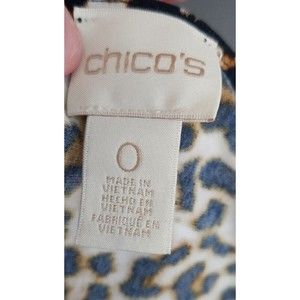 chico's
0
MADE IN
VIETNAM
HECHO EN
VIETNAM
FABRIQUÉ EN
VIETNAM